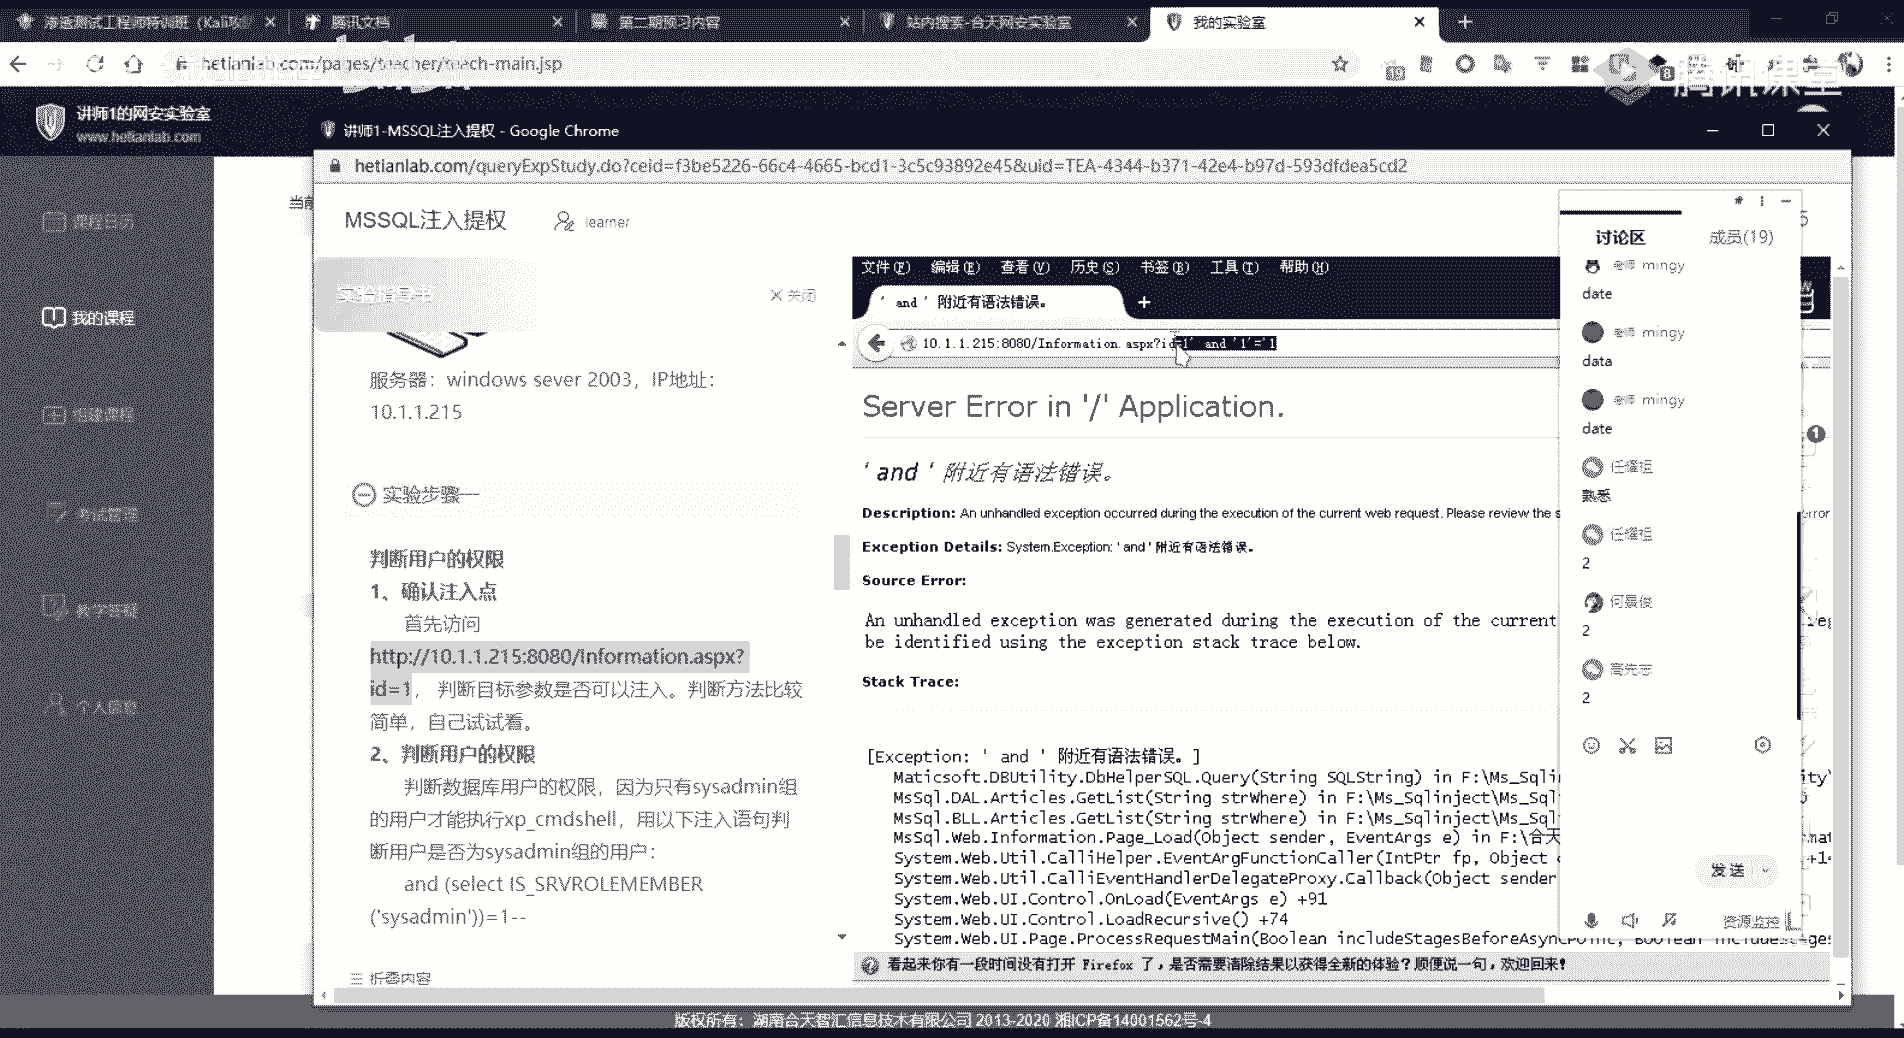 渗透测试工程师特训班 (Kali攻
腾讯文档
第二期预习内容
站内搜索-合天网安实验室
我的实验室
hetianlab.com/pages/teacher/teach-main.jsp
腾讯课堂
讲师1的网安实验室
www.hetianlab.com
课程日历
我的课程
组建课程
考试管理
教学答疑
个人信息
当前
讲师1-MSSQL注入提权 - Google Chrome
hetianlab.com/queryExpStudy.do?ceid=f3be5226-66c4-4665-bcd1-3c5c93892e45&uid=TEA-4344-b371-42e4-b97d-593dfdea5cd2
MSSQL注入提权
learner
实验指导书
关闭
服务器：windows sever 2003，IP地址：
10.1.1.215
实验步骤一
判断用户的权限
1、确认注入点
首先访问
http://10.1.1.215:8080/Information.aspx?
id=1， 判断目标参数是否可以注入。判断方法比较
简单，自己试试看。
2、判断用户的权限
判断数据库用户的权限，因为只有sysadmin组
的用户才能执行xp_cmdshell，用以下注入语句判
断用户是否为sysadmin组的用户：
and (select IS_SRVROLEMEMBER
('sysadmin'))=1--
折叠内容
文件(F) 编辑(E) 查看(V) 历史(S) 书签(B) 工具(T) 帮助(H)
' and ' 附近有语法错误。
10.1.1.215:8080/Information.aspx?id=1' and '1'='1
Server Error in '/' Application.
' and ' 附近有语法错误。
Description: An unhandled exception occurred during the execution of the current web request. Please review the s
error
Exception Details: System.Exception: ' and ' 附近有语法错误。
Source Error:
An unhandled exception was generated during the execution of the current
be identified using the exception stack trace below.
Stack Trace:
[Exception: ' and ' 附近有语法错误。]
Maticsoft.DBUtility.DbHelperSQL.Query(String SQLString) in F:\Ms_Sqlin
MsSql.DAL.Articles.GetList(String strWhere) in F:\Ms_Sqlinject\Ms_Sql
MsSql.BLL.Articles.GetList(String strWhere) in F:\Ms_Sqlinject\Ms_Sql
MsSql.Web.Information.Page_Load(Object sender, EventArgs e) in F:\合天
System.Web.Util.CalliHelper.EventArgFunctionCaller(IntPtr fp, Object
System.Web.Util.CalliEventHandlerDelegateProxy.Callback(Object sender
System.Web.UI.Control.OnLoad(EventArgs e) +91
System.Web.UI.Control.LoadRecursive() +74
System.Web.UI.Page.ProcessRequestMain(Boolean includeStagesBeforeAsyncPoint, Boolean includeStages
看起来你有一段时间没有打开 Firefox 了，是否需要清除结果以获得全新的体验？顺便说一句，欢迎回来！
讨论区
成员(19)
老师 mingy
date
老师 mingy
data
老师 mingy
date
任耀祖
熟悉
任耀祖
2
何景俊
2
高先志
2
发送
资源监控
版权所有：湖南合天智汇信息技术有限公司 2013-2020 湘ICP备14001562号-4